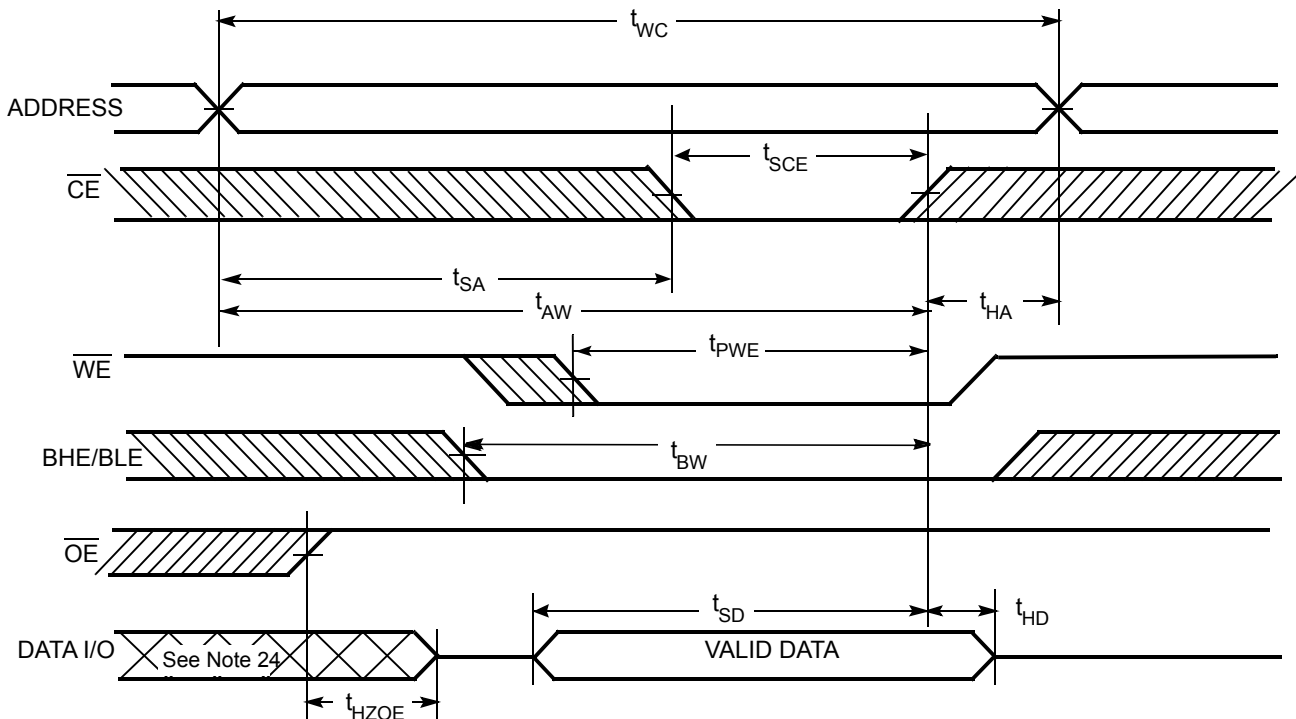 tWC
ADDRESS
tSCE
CE
tSA
tAW
tHA
tPWE
WE
BHE/BLE
tBW
OE
tSD
tHD
DATA I/O
See Note 24
VALID DATA
tHZOE